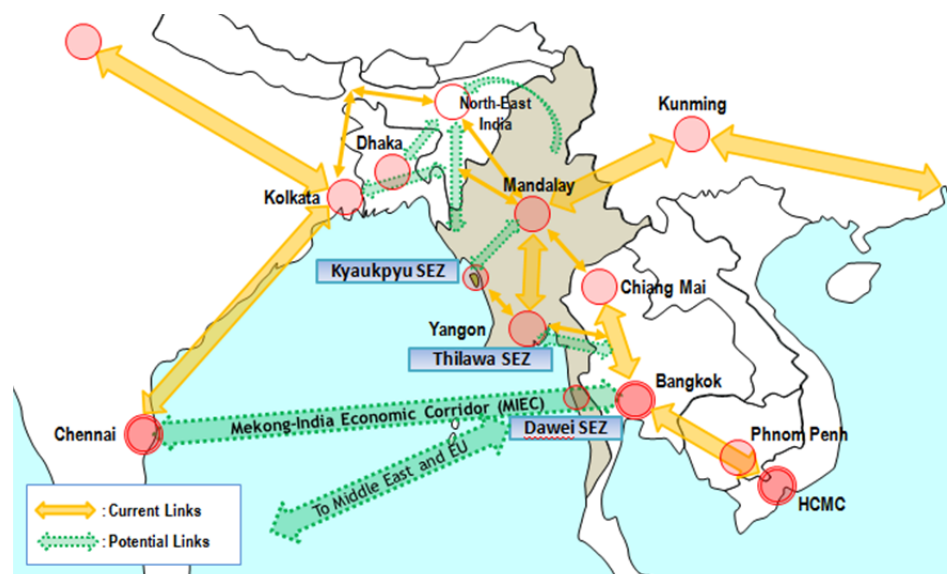 North-East
India
Kunming
Dhaka
Mandalay
Kolkata
Kyaukpyu SEZ
Chiang Mai
Yangon
Thilawa SEZ
Bangkok
Mekong-India Economic Corridor (MIEC)
Chennai
Dawei SEZ
Phnom Penh
To Middle East and EU
HCMC
: Current Links
: Potential Links